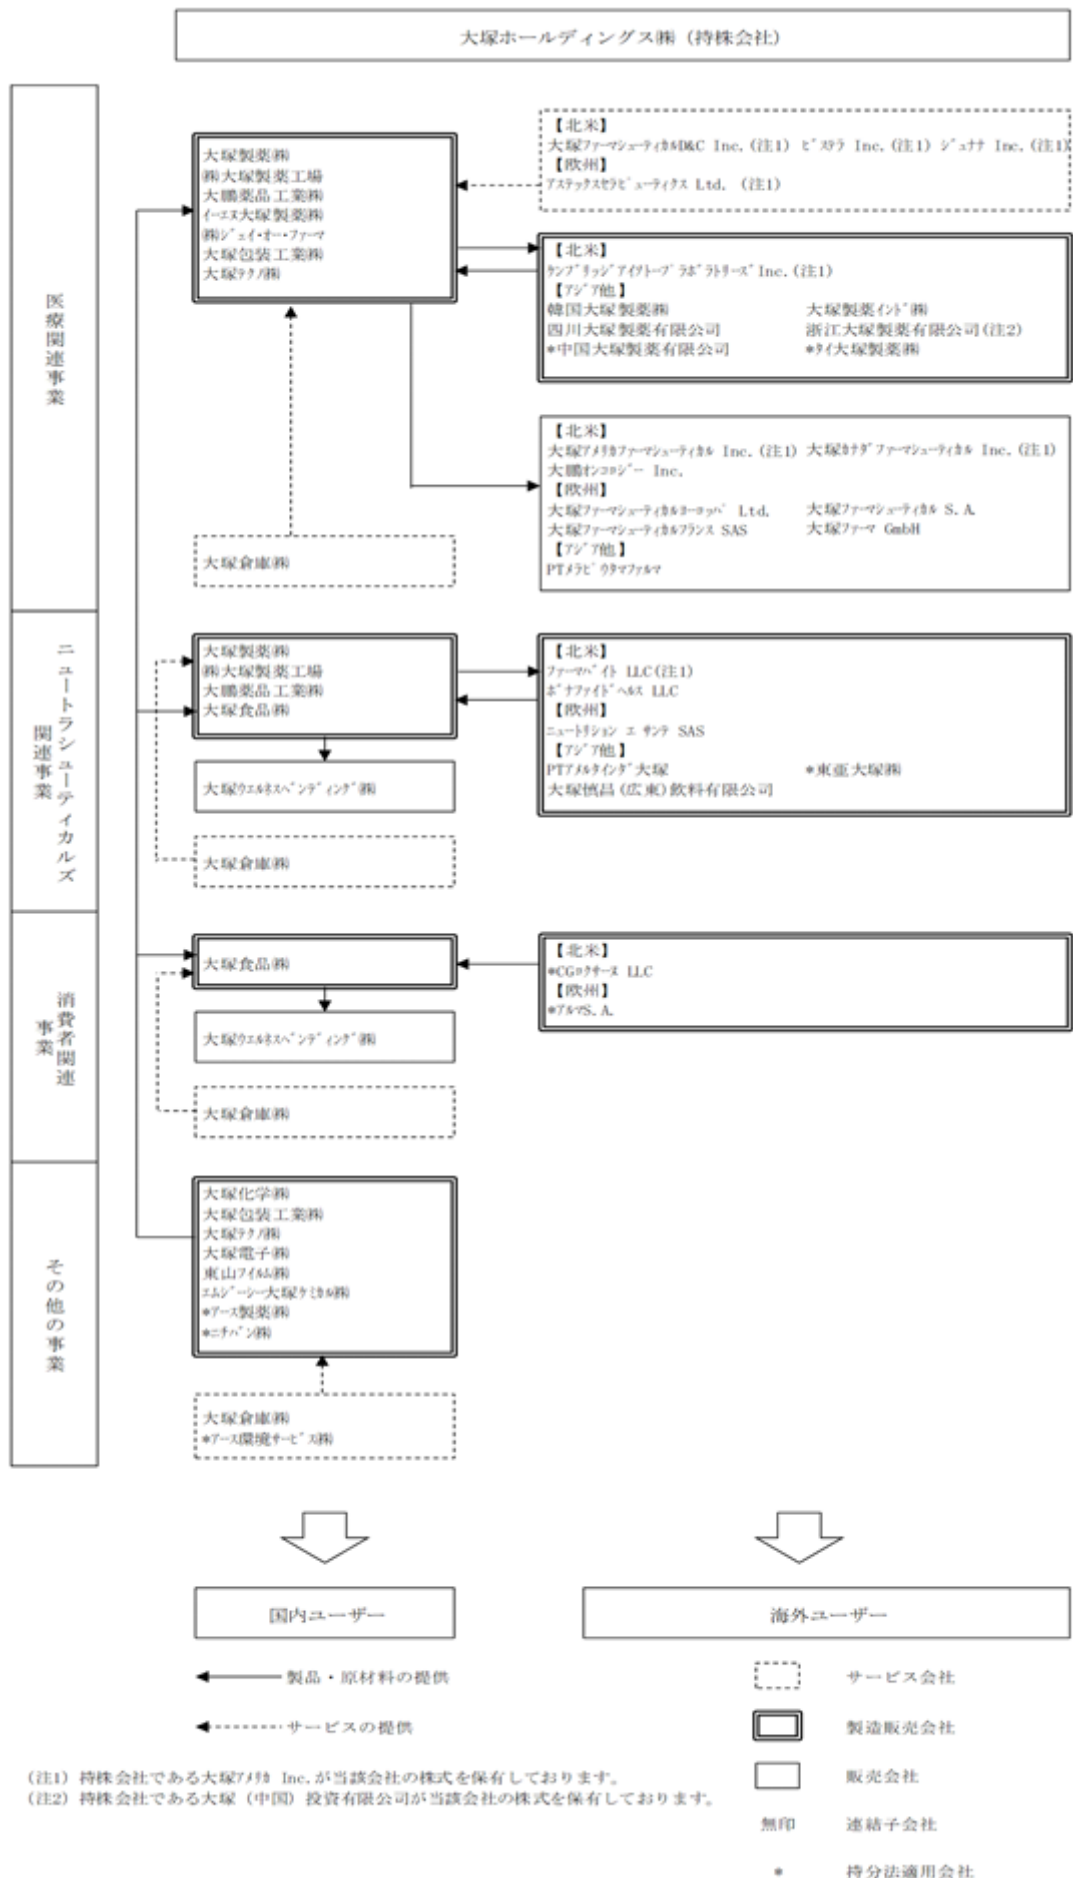 大塚ホールディングス㈱（持株会社）
医療関連事業
大塚製薬㈱
㈱大塚製薬工場
大鵬薬品工業㈱
ｲｰｴﾇ大塚製薬㈱
㈱ｼﾞｪｲ･ｵｰ･ﾌｧｰﾏ
大塚包装工業㈱
大塚ﾃｸﾉ㈱
大塚倉庫㈱
【北米】
大塚ﾌｧｰﾏｼｭｰﾃｨｶﾙD&C Inc.(注1) ﾋﾞｽﾃﾗ Inc.(注1) ｼﾞｭﾅﾅ Inc.(注1)
【欧州】
ｱｽﾃｯｸｽｾﾗﾋﾟｭｰﾃｨｸｽ Ltd. (注1)
【北米】
ｹﾝﾌﾞﾘｯｼﾞｱｲｿﾄｰﾌﾟﾗﾎﾞﾗﾄﾘｰｽﾞInc.(注1)
【ｱｼﾞｱ他】
韓国大塚製薬㈱ 大塚製薬ｲﾝﾄﾞ㈱
四川大塚製薬有限公司 浙江大塚製薬有限公司(注2)
*中国大塚製薬有限公司 *ﾀｲ大塚製薬㈱
【北米】
大塚ｱﾒﾘｶﾌｧｰﾏｼｭｰﾃｨｶﾙ Inc.(注1) 大塚ｶﾅﾀﾞﾌｧｰﾏｼｭｰﾃｨｶﾙ Inc.(注1)
大鵬ｵﾝｺﾛｼﾞｰ Inc.
【欧州】
大塚ﾌｧｰﾏｼｭｰﾃｨｶﾙﾖｰﾛｯﾊﾟ Ltd. 大塚ﾌｧｰﾏｼｭｰﾃｨｶﾙ S.A.
大塚ﾌｧｰﾏｼｭｰﾃｨｶﾙﾌﾗﾝｽ SAS 大塚ﾌｧｰﾏ GmbH
【ｱｼﾞｱ他】
PTﾒﾗﾋﾟｳﾀﾏﾌｧﾙﾏ
ニュートラシューティカルズ
関連事業
大塚製薬㈱
㈱大塚製薬工場
大鵬薬品工業㈱
大塚食品㈱
大塚ｳｴﾙﾈｽﾍﾞﾝﾃﾞｨﾝｸﾞ㈱
大塚倉庫㈱
【北米】
ﾌｧｰﾏﾊﾞｲﾄ LLC(注1)
ﾎﾞﾅﾌｧｲﾄﾞﾍﾙｽ LLC
【欧州】
ﾆｭｰﾄﾘｼｮﾝ ｴ ｻﾝﾃ SAS
【ｱｼﾞｱ他】
PTｱﾒﾙﾀｲﾝﾀﾞ大塚 *東亜大塚㈱
大塚慎昌(広東)飲料有限公司
消費者関連
事業
大塚食品㈱
大塚ｳｴﾙﾈｽﾍﾞﾝﾃﾞｨﾝｸﾞ㈱
大塚倉庫㈱
【北米】
*CGﾛｸｻｰﾇ LLC
【欧州】
*ｱﾙﾏS.A.
その他の事業
大塚化学㈱
大塚包装工業㈱
大塚ﾃｸﾉ㈱
大塚電子㈱
東山ﾌｲﾙﾑ㈱
ｴﾑｼﾞｰｼｰ大塚ｹﾐｶﾙ㈱
*ｱｰｽ製薬㈱
*ﾆﾁﾊﾞﾝ㈱
大塚倉庫㈱
*ｱｰｽ環境ｻｰﾋﾞｽ㈱
国内ユーザー
海外ユーザー
製品・原材料の提供
サービスの提供
サービス会社
製造販売会社
販売会社
無印 連結子会社
* 持分法適用会社
(注1) 持株会社である大塚ｱﾒﾘｶ Inc.が当該会社の株式を保有しております。
(注2) 持株会社である大塚（中国）投資有限公司が当該会社の株式を保有しております。